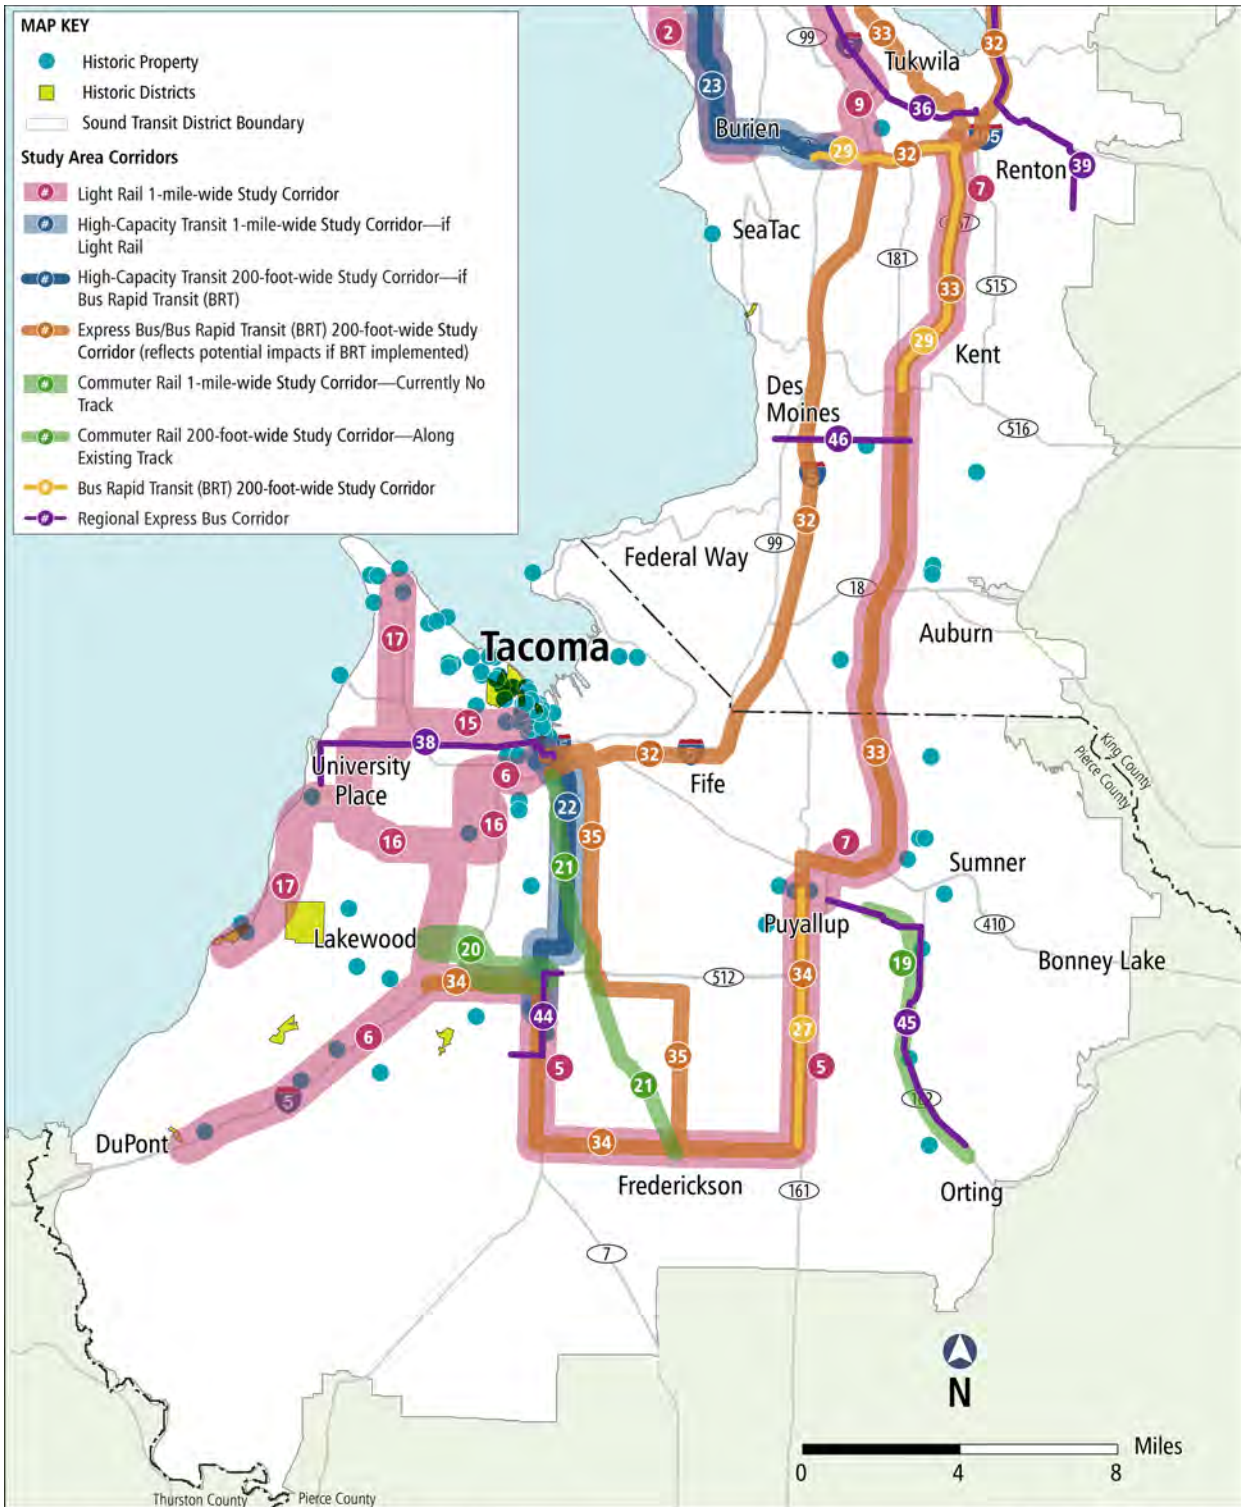 MAP KEY
Historic Property
Historic Districts
Sound Transit District Boundary
Study Area Corridors
# Light Rail 1-mile-wide Study Corridor
# High-Capacity Transit 1-mile-wide Study Corridor—if
Light Rail
# High-Capacity Transit 200-foot-wide Study Corridor—if
Bus Rapid Transit (BRT)
# Express Bus/Bus Rapid Transit (BRT) 200-foot-wide Study
Corridor (reflects potential impacts if BRT implemented)
# Commuter Rail 1-mile-wide Study Corridor—Currently No
Track
# Commuter Rail 200-foot-wide Study Corridor—Along
Existing Track
# Bus Rapid Transit (BRT) 200-foot-wide Study Corridor
# Regional Express Bus Corridor
2
99
33
32
Tukwila
23
9
36
Burien
29
32
Renton
39
7
SeaTac
181
515
33
29
Kent
Des
Moines
46
516
32
99
Federal Way
18
Auburn
17
Tacoma
15
38
32
33
King County
Pierce County
University
Place
6
Fife
22
16
16
35
7
21
Sumner
17
Puyallup
410
Lakewood
20
Bonney Lake
19
34
512
34
44
45
27
6
5
35
5
21
5
DuPont
34
Frederickson
161
Orting
7
N
Miles
0 4 8
Thurston County
Pierce County